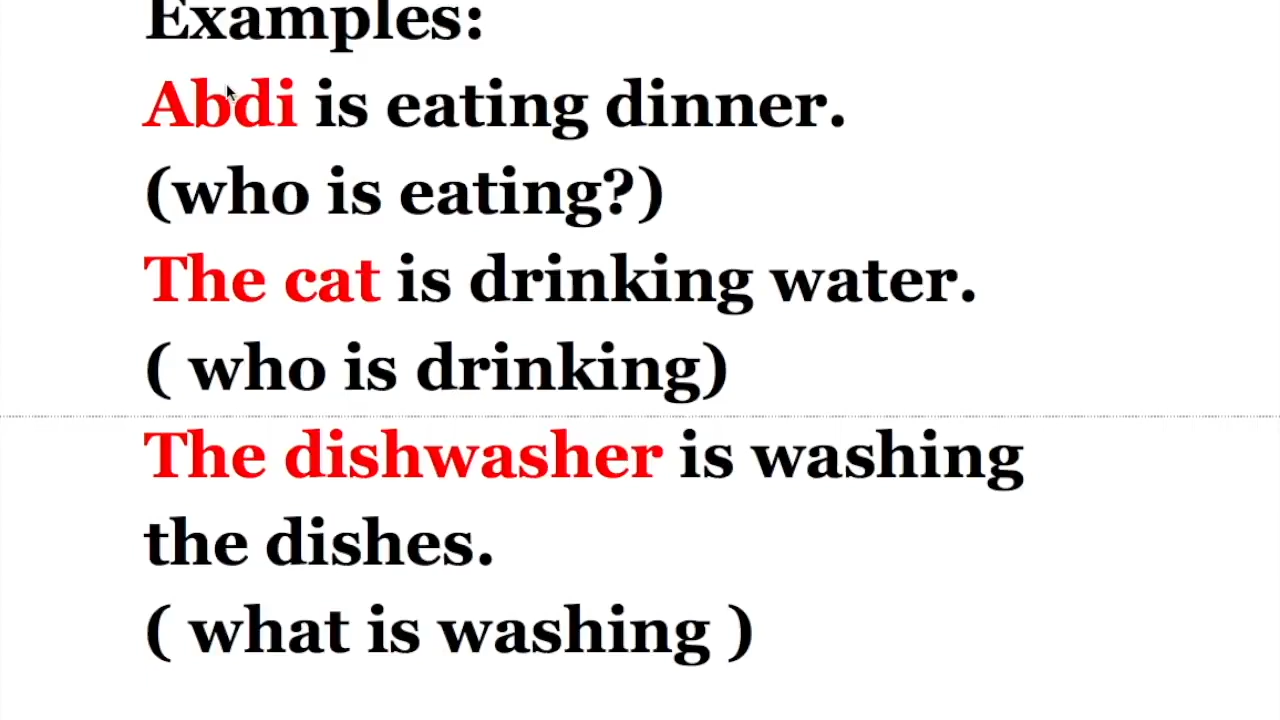 Examples:
Abdi is eating dinner.
(who is eating?)
The cat is drinking water.
( who is drinking)
The dishwasher is washing
the dishes.
( what is washing )